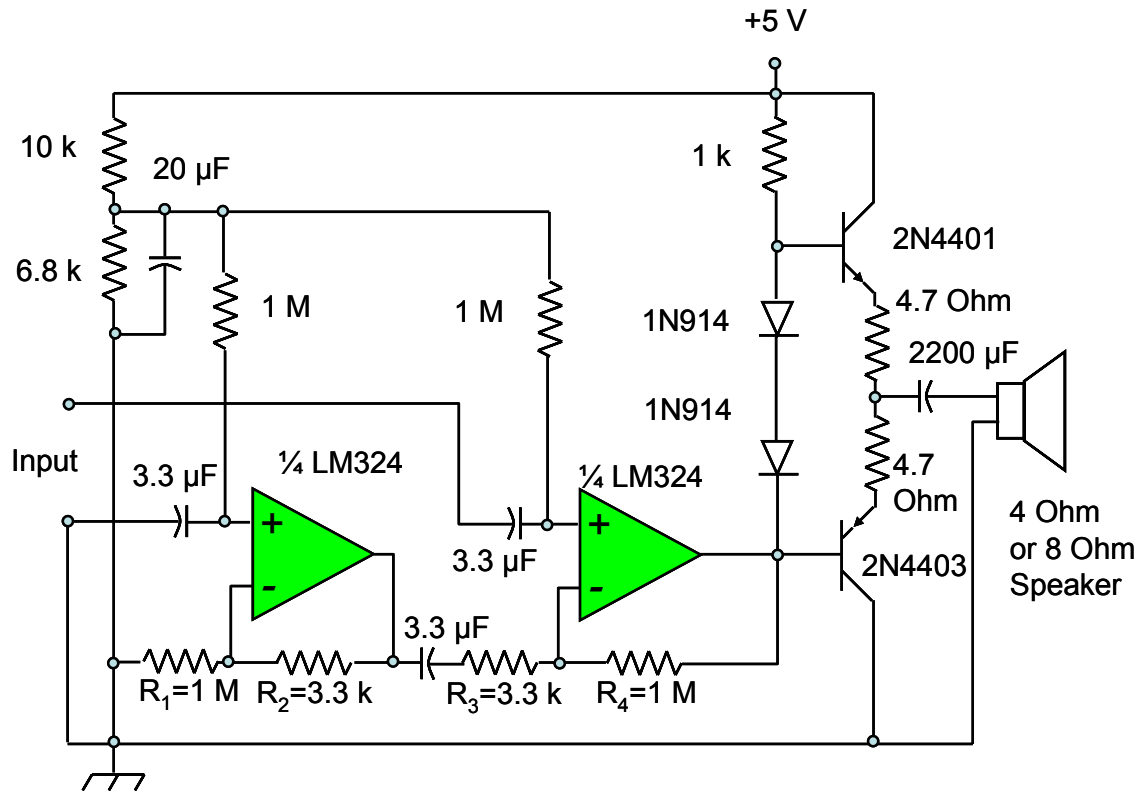 +5 V
10 k
20 µF
1 k
2N4401
6.8 k
1 M
1 M
1N914
4.7 Ohm
2200 µF
1N914
Input
3.3 µF
¼ LM324
¼ LM324
4.7
Ohm
+
+
3.3 µF
4 Ohm
or 8 Ohm
Speaker
2N4403
-
-
3.3 µF
R₁=1 M
R₂=3.3 k
R₃=3.3 k
R₄=1 M